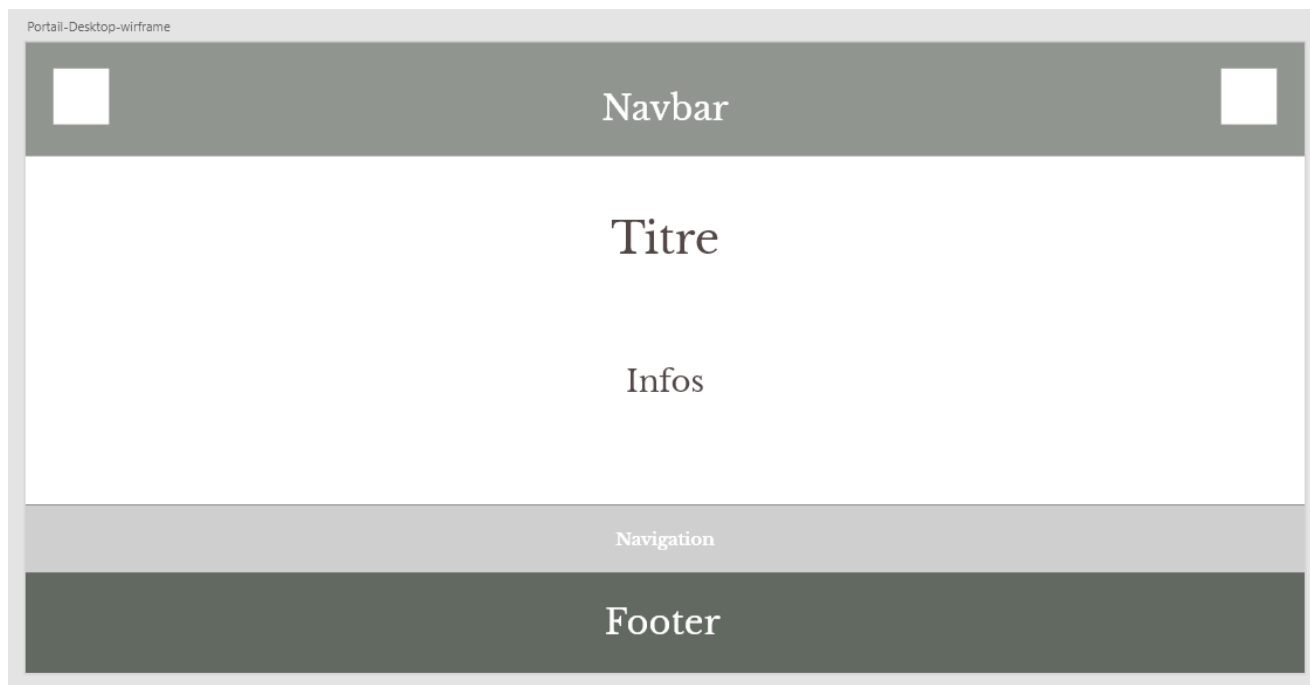 Portail-Desktop-wirframe
Navbar
Titre
Infos
Navigation
Footer